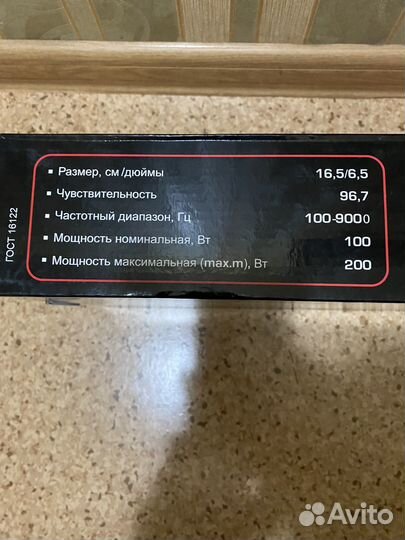 ▪ Размер, см/дюймы 16,5/6,5
▪ Чувствительность 96,7
▪ Частотный диапазон, Гц 100-9000
▪ Мощность номинальная, Вт 100
▪ Мощность максимальная (max.m), Вт 200
ГОСТ 16122
Avito